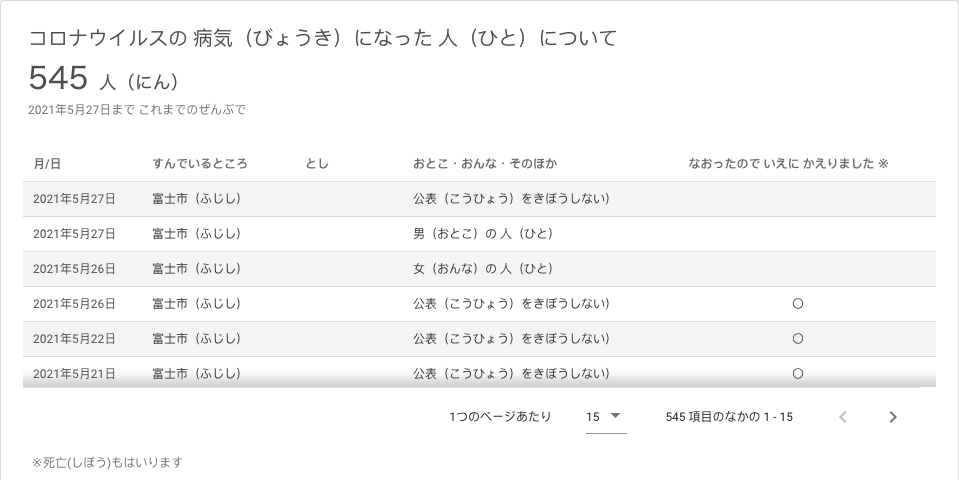 コロナウイルスの 病気（びょうき）になった 人（ひと）について
545 人（にん）
2021年5月27日まで これまでのぜんぶで
月/日 すんでいるところ とし おとこ・おんな・そのほか なおったので いえに かえりました ※
2021年5月27日 富士市（ふじし） 公表（こうひょう）をきぼうしない）
2021年5月27日 富士市（ふじし） 男（おとこ）の 人（ひと）
2021年5月26日 富士市（ふじし） 女（おんな）の 人（ひと）
2021年5月26日 富士市（ふじし） 公表（こうひょう）をきぼうしない） ○
2021年5月22日 富士市（ふじし） 公表（こうひょう）をきぼうしない） ○
2021年5月21日 富士市（ふじし） 公表（こうひょう）をきぼうしない） ○
1つのページあたり 15 545 項目のなかの 1 - 15
※死亡(しぼう)もはいります